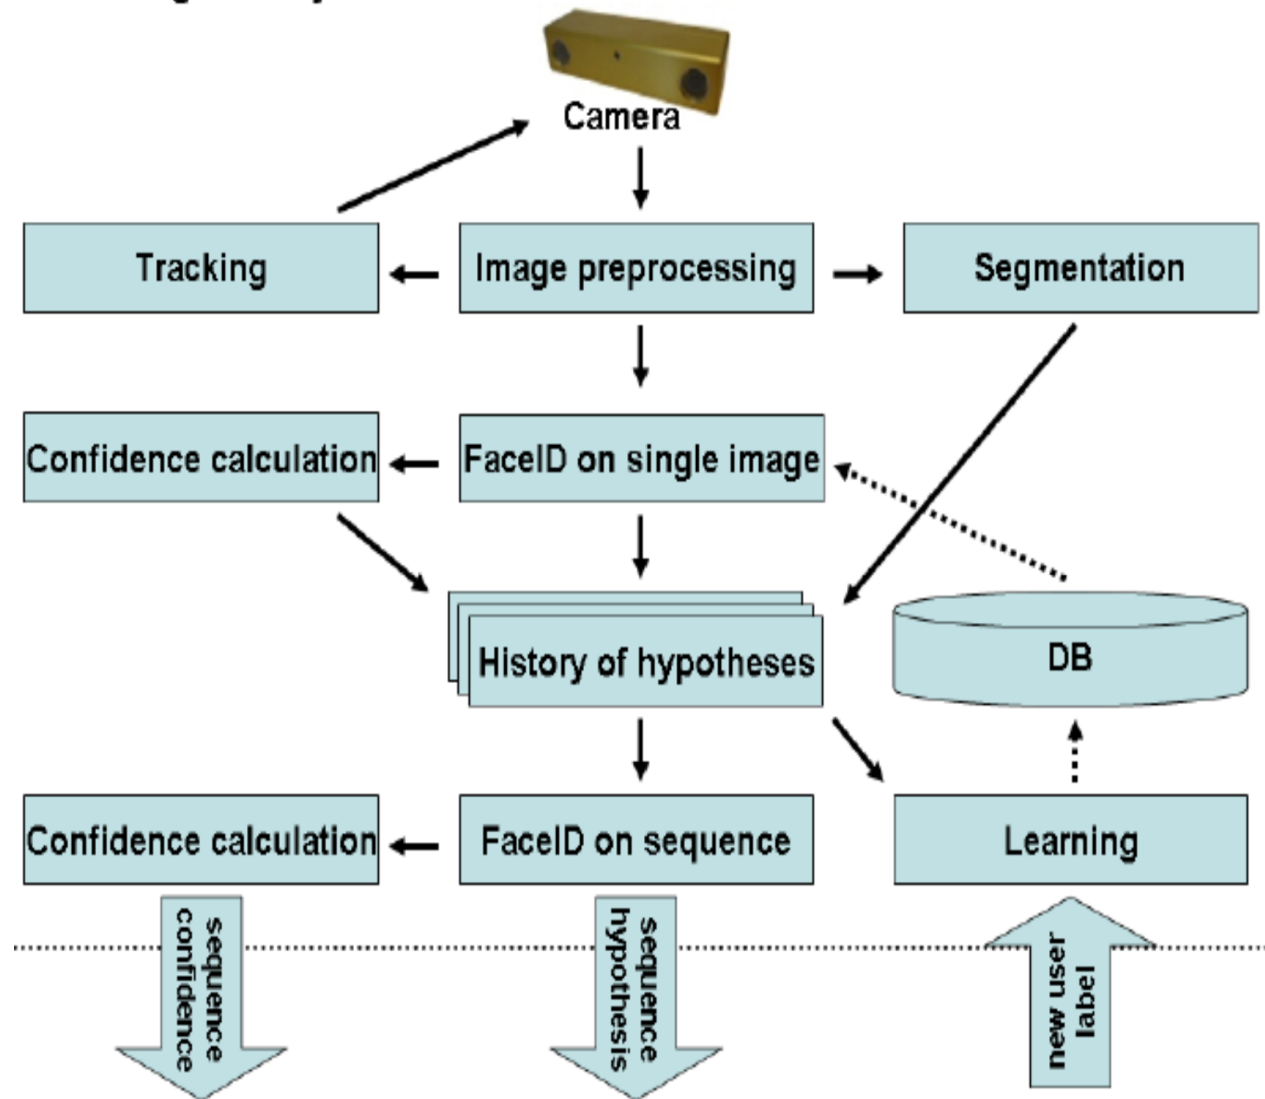 Camera
Tracking
Image preprocessing
Segmentation
Confidence calculation
FaceID on single image
History of hypotheses
DB
Confidence calculation
FaceID on sequence
Learning
sequence
confidence
sequence
hypothesis
new user
label